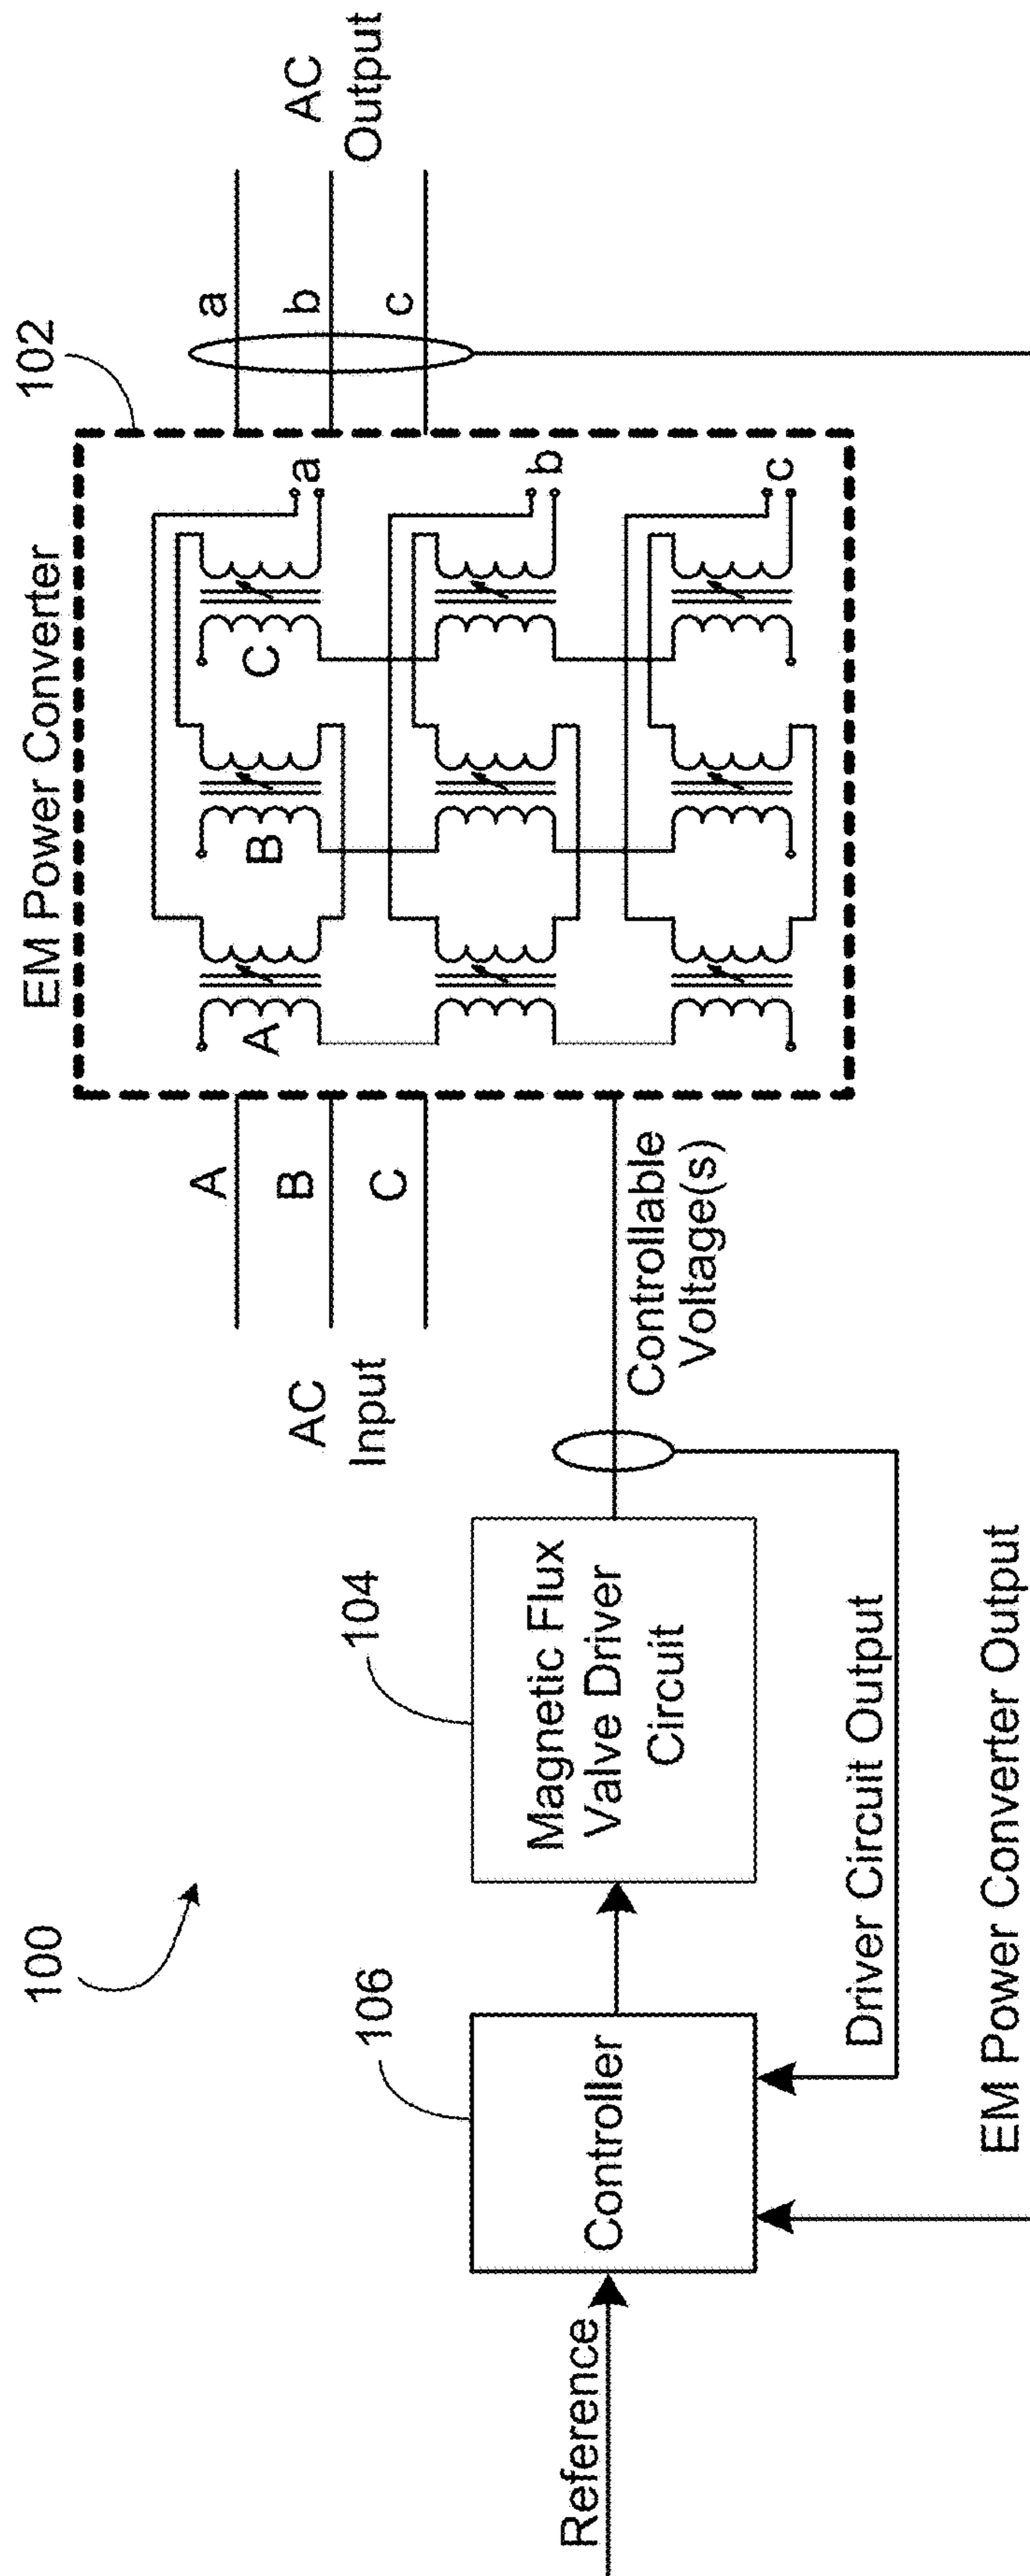 100
EM Power Converter
102
A
B
C
AC
Input
A
B
C
a
b
c
a
b
c
AC
Output
Controllable
Voltage(s)
106
104
Reference
Controller
Magnetic Flux
Valve Driver
Circuit
Driver Circuit Output
EM Power Converter Output